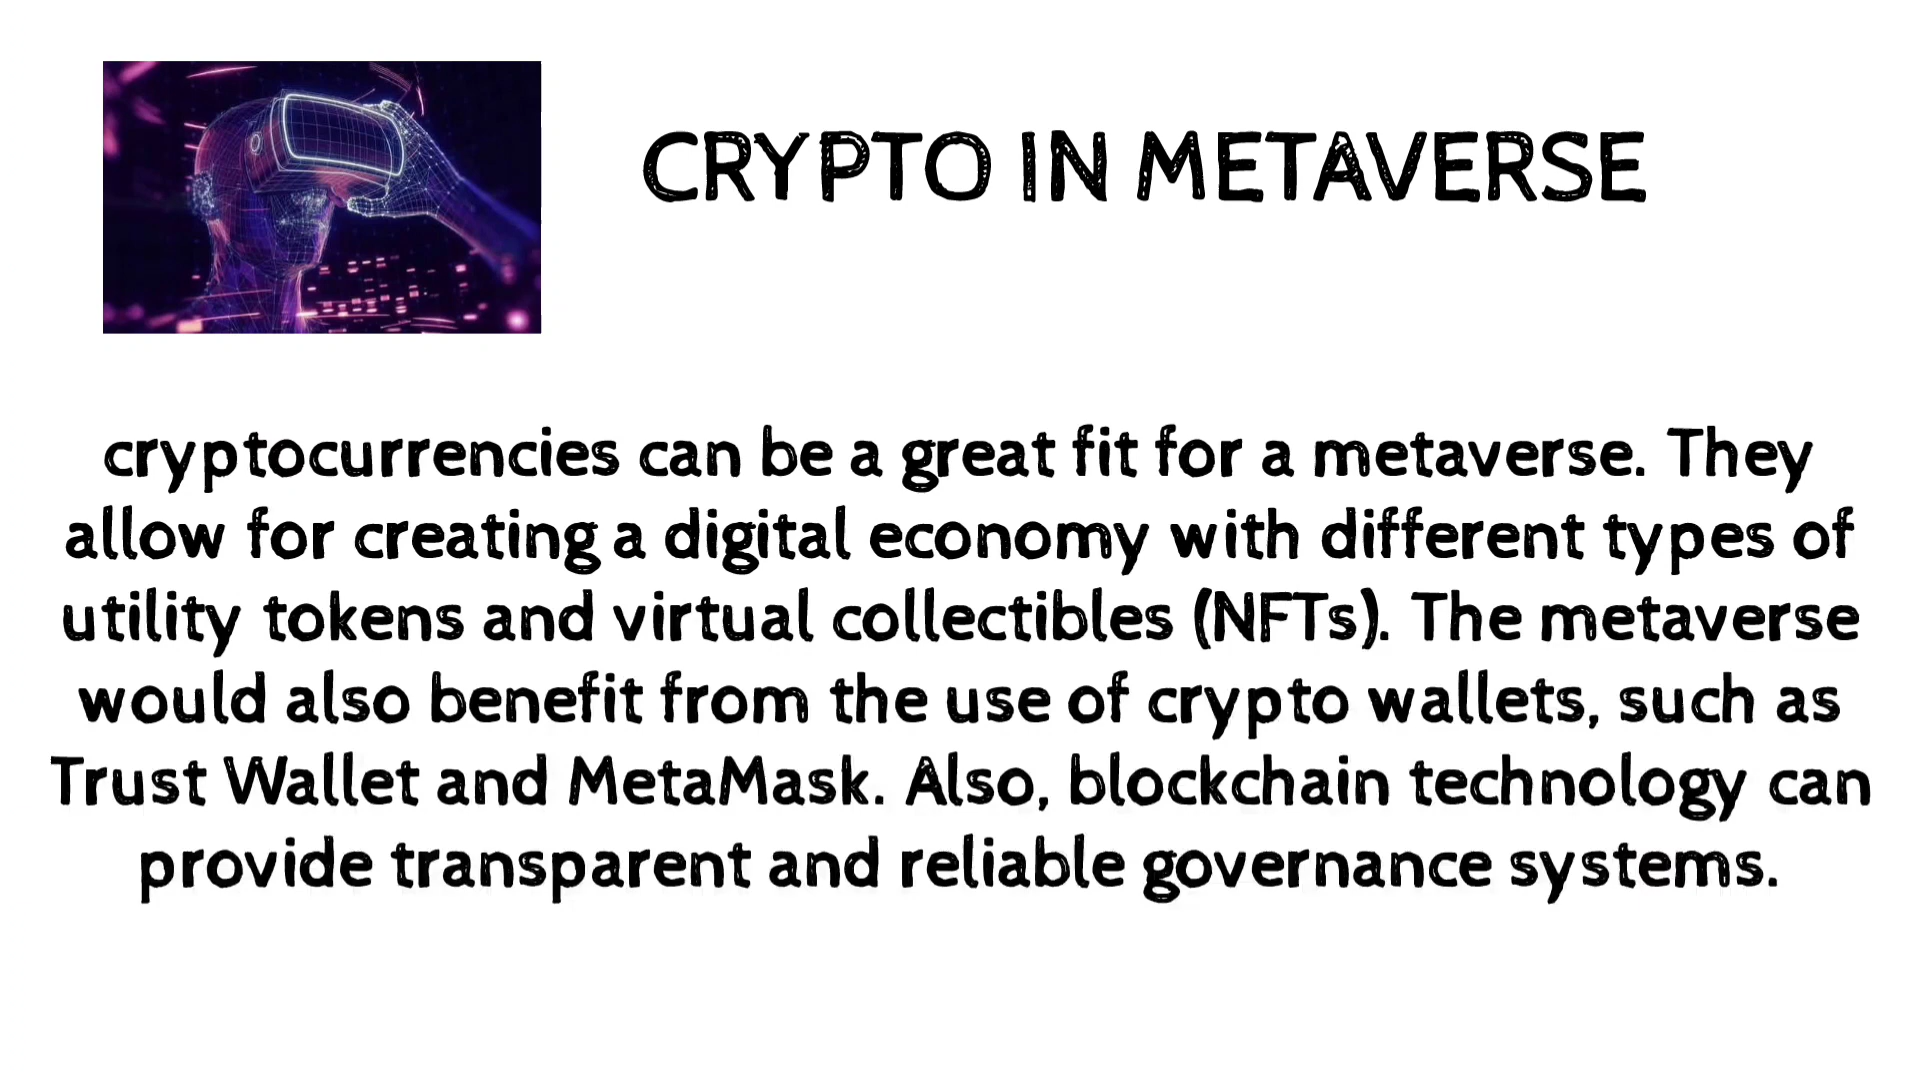 CRYPTO IN METAVERSE
cryptocurrencies can be a great fit for a metaverse. They
allow for creating a digital economy with different types of
utility tokens and virtual collectibles (NFTs). The metaverse
would also benefit from the use of crypto wallets, such as
Trust Wallet and MetaMask. Also, blockchain technology can
provide transparent and reliable governance systems.